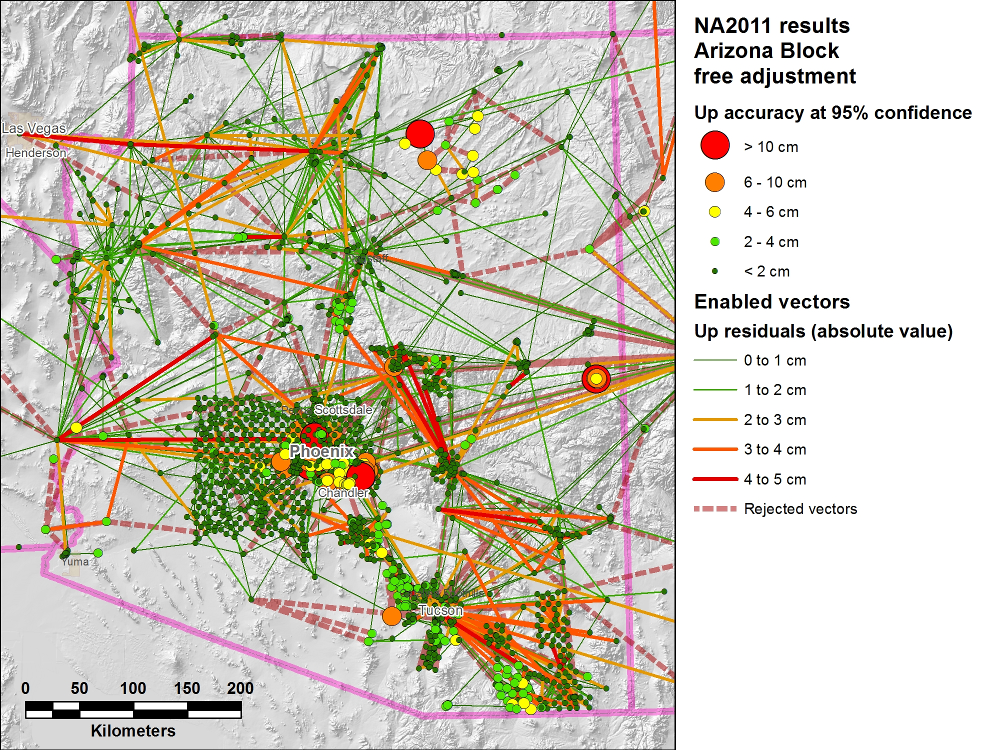 NA2011 results
Arizona Block
free adjustment
Up accuracy at 95% confidence
> 10 cm
6 - 10 cm
4 - 6 cm
2 - 4 cm
< 2 cm
Enabled vectors
Up residuals (absolute value)
0 to 1 cm
1 to 2 cm
2 to 3 cm
3 to 4 cm
4 to 5 cm
Rejected vectors
Las Vegas
Henderson
Flagstaff
Scottsdale
Phoenix
Chandler
Yuma
Tucson
0 50 100 150 200
Kilometers